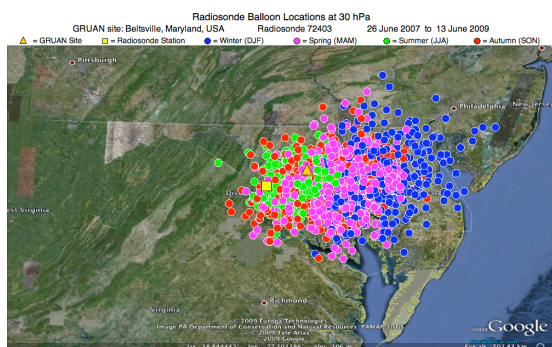 Radiosonde Balloon Locations at 30 hPa
GRUAN site: Beltsville, Maryland, USA Radiosonde 72403 26 June 2007 to 13 June 2009
= GRUAN Site = Radiosonde Station = Winter (DJF) = Spring (MAM) = Summer (JJA) = Autumn (SON)
Pittsburgh
Philadelphia New Jersey
West Virginia
Richmond
Virginia
© 2009 Europa Technologies
Image PA Department of Conservation and Natural Resources PAMAP/USGS
© 2009 Tele Atlas
© 2009 Google
©2009 Google